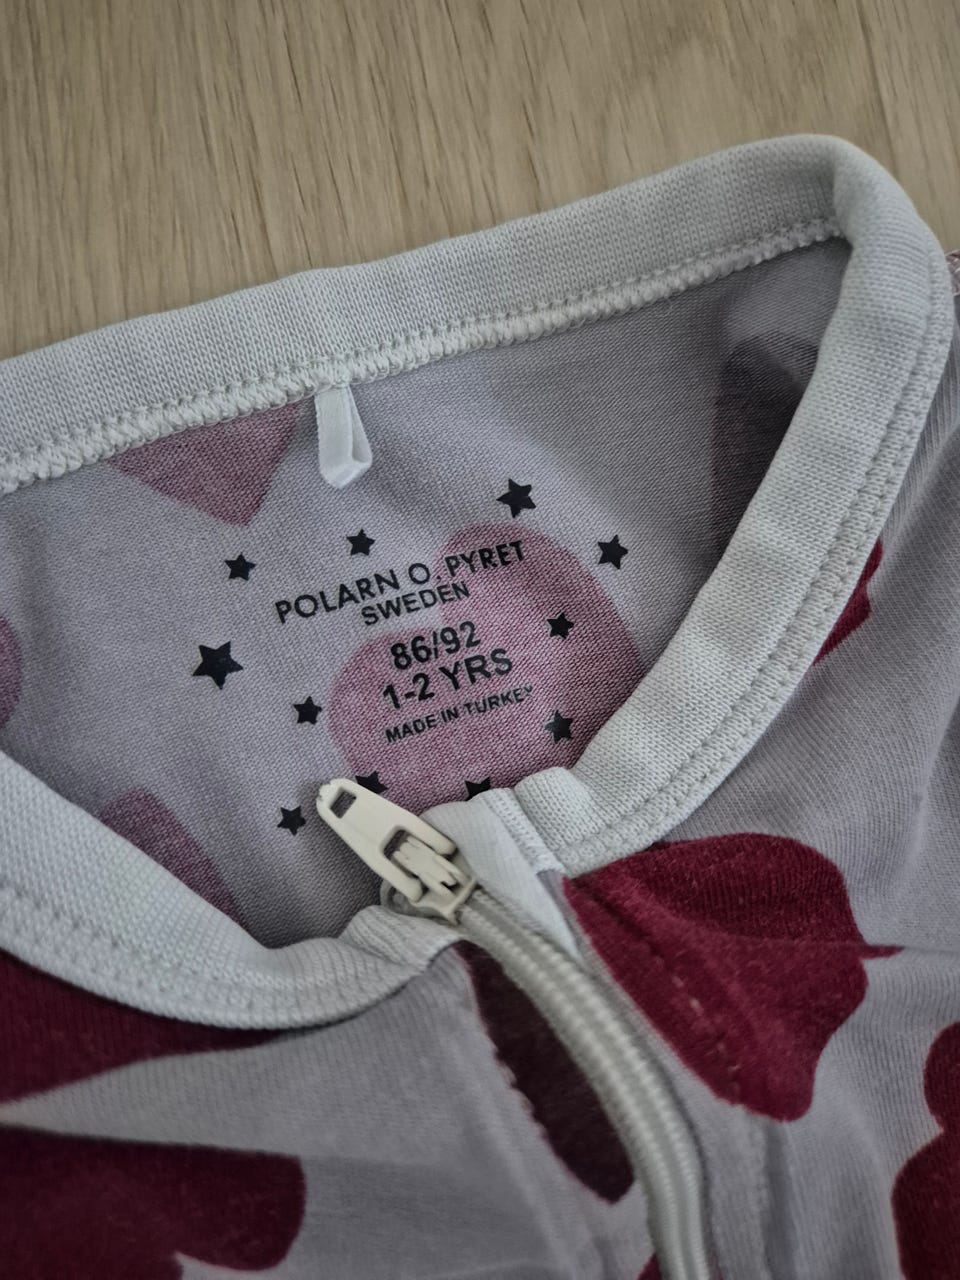 POLARN O. PYRET
SWEDEN
86/92
1-2 YRS
MADE IN TURKEY